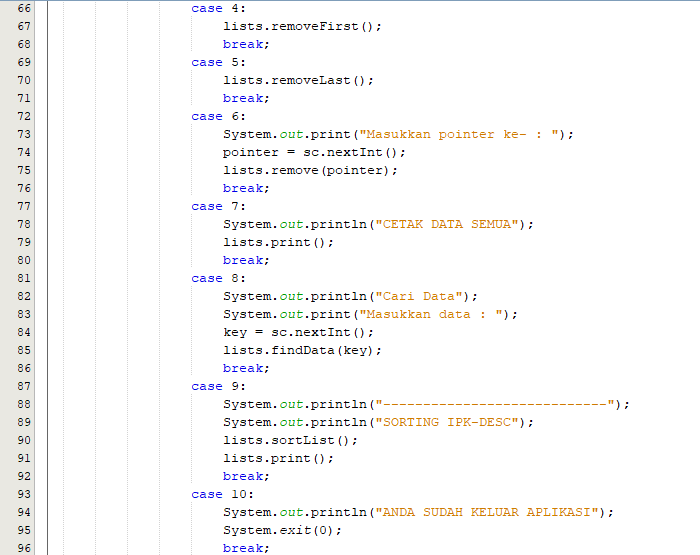 66 case 4:
67 lists.removeFirst();
68 break;
69 case 5:
70 lists.removeLast();
71 break;
72 case 6:
73 System.out.print("Masukkan pointer ke- : ");
74 pointer = sc.nextInt();
75 lists.remove(pointer);
76 break;
77 case 7:
78 System.out.println("CETAK DATA SEMUA");
79 lists.print();
80 break;
81 case 8:
82 System.out.println("Cari Data");
83 System.out.print("Masukkan data : ");
84 key = sc.nextInt();
85 lists.findData(key);
86 break;
87 case 9:
88 System.out.println("----------------------------");
89 System.out.println("SORTING IPK-DESC");
90 lists.sortList();
91 lists.print();
92 break;
93 case 10:
94 System.out.println("ANDA SUDAH KELUAR APLIKASI");
95 System.exit(0);
96 break;